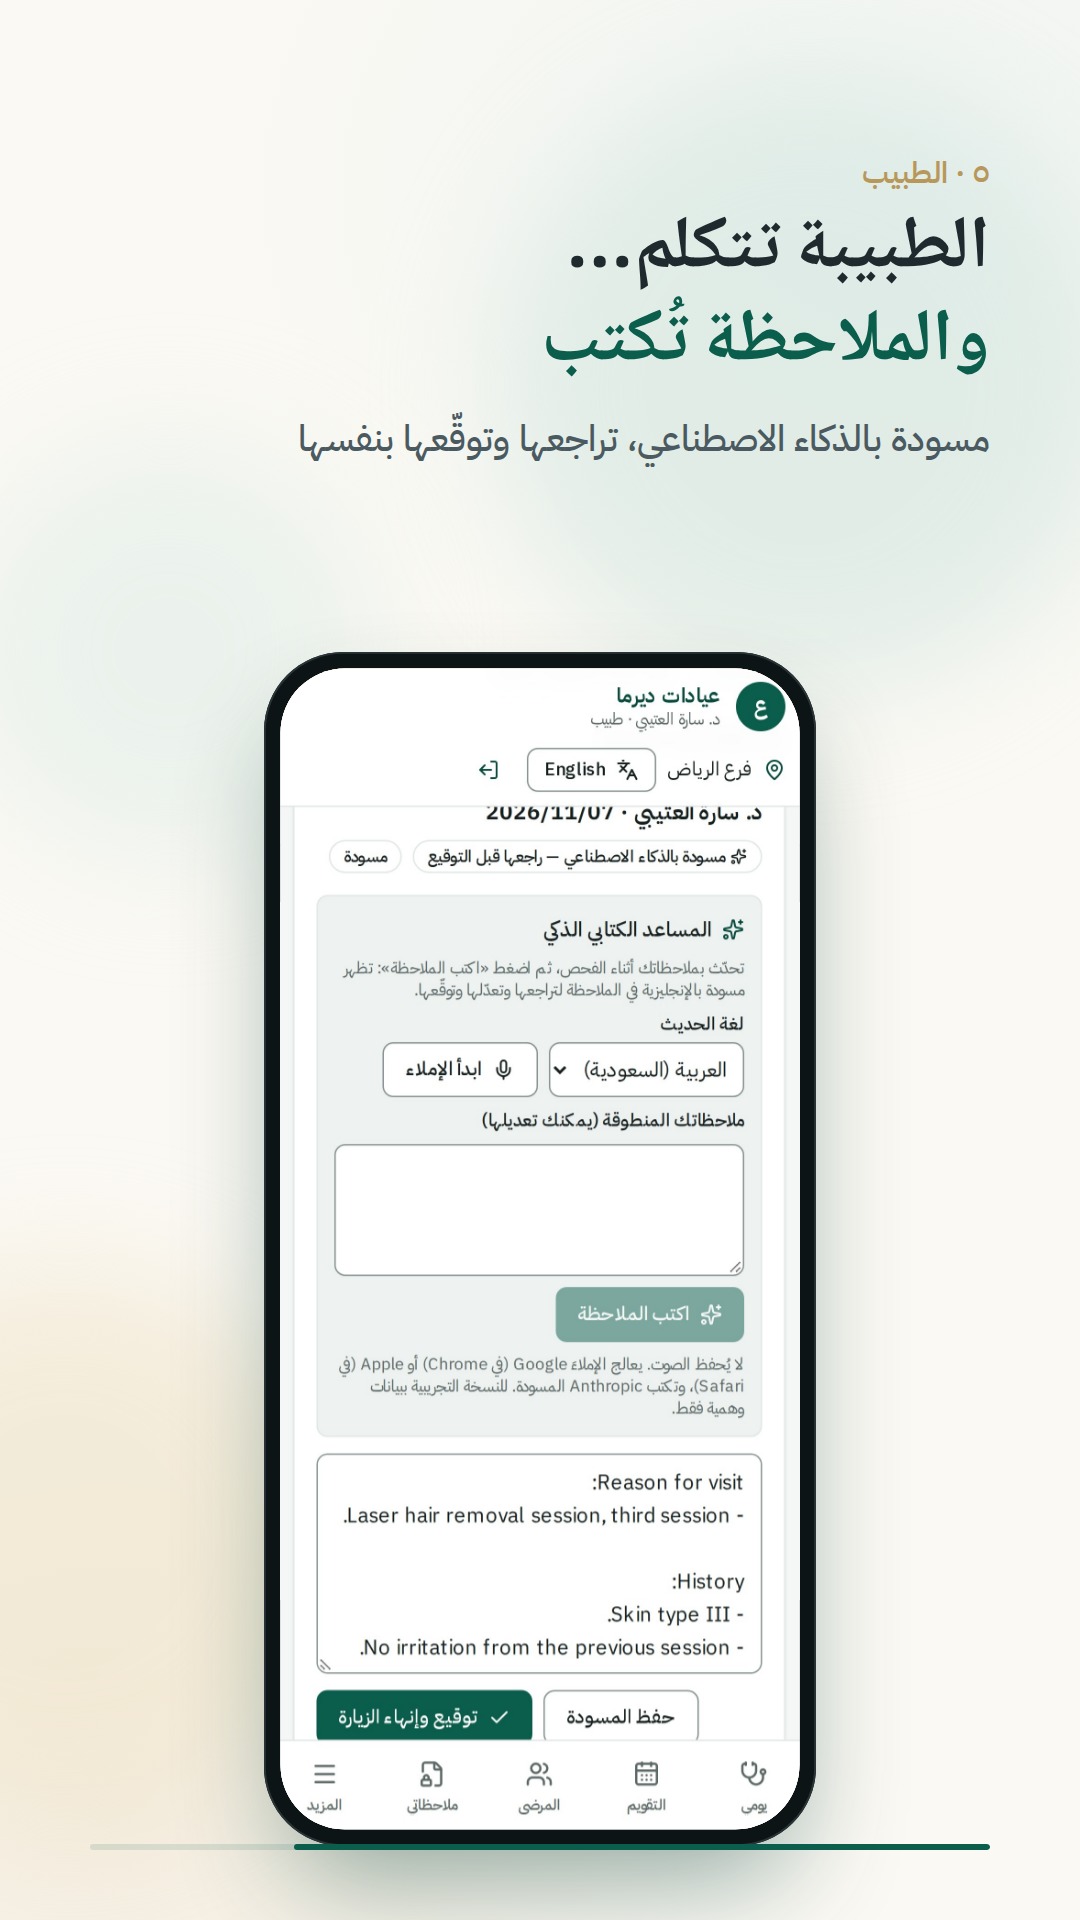 ٥ · الطبيب
الطبيبة تتكلم...
والملاحظة تُكتب
مسودة بالذكاء الاصطناعي، تراجعها وتوقّعها بنفسها
ع
عيادات ديرما
د. سارة العتيبي · طبيب
فرع الرياض
English
د. سارة العتيبي · 2026/11/07
مسودة بالذكاء الاصطناعي — راجعها قبل التوقيع
مسودة
المساعد الكتابي الذكي
تحدّث بملاحظاتك أثناء الفحص، ثم اضغط «اكتب الملاحظة»: تظهر
مسودة بالإنجليزية في الملاحظة لتراجعها وتعدّلها وتوقّعها.
لغة الحديث
العربية (السعودية)
ابدأ الإملاء
ملاحظاتك المنطوقة (يمكنك تعديلها)
اكتب الملاحظة
لا يُحفظ الصوت. يعالج الإملاء Google (في Chrome) أو Apple (في
Safari)، وتكتب Anthropic المسودة. للنسخة التجريبية ببيانات
وهمية فقط.
Reason for visit:
- Laser hair removal session, third session.
History:
- Skin type III.
- No irritation from the previous session.
حفظ المسودة
توقيع وإنهاء الزيارة
يومي
التقويم
المرضى
ملاحظاتي
المزيد